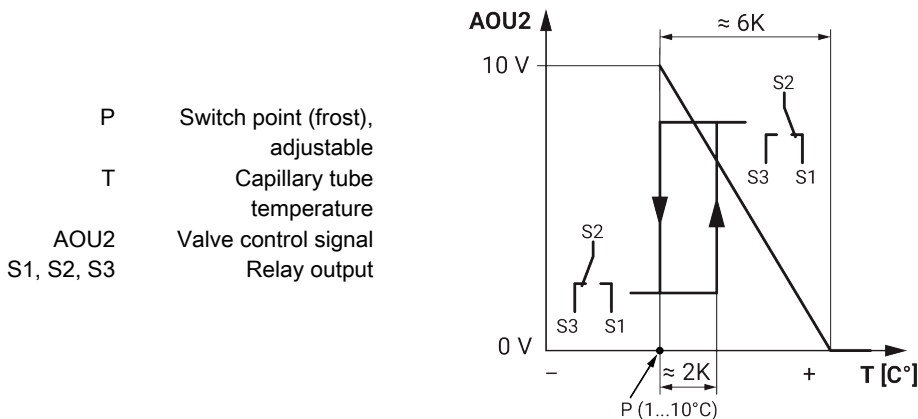 P Switch point (frost),
adjustable
T Capillary tube
temperature
AOU2 Valve control signal
S1, S2, S3 Relay output
AOU2
≈ 6K
10 V
S2
S3 S1
S2
S3 S1
0 V
− ≈ 2K + T [C°]
P (1...10°C)